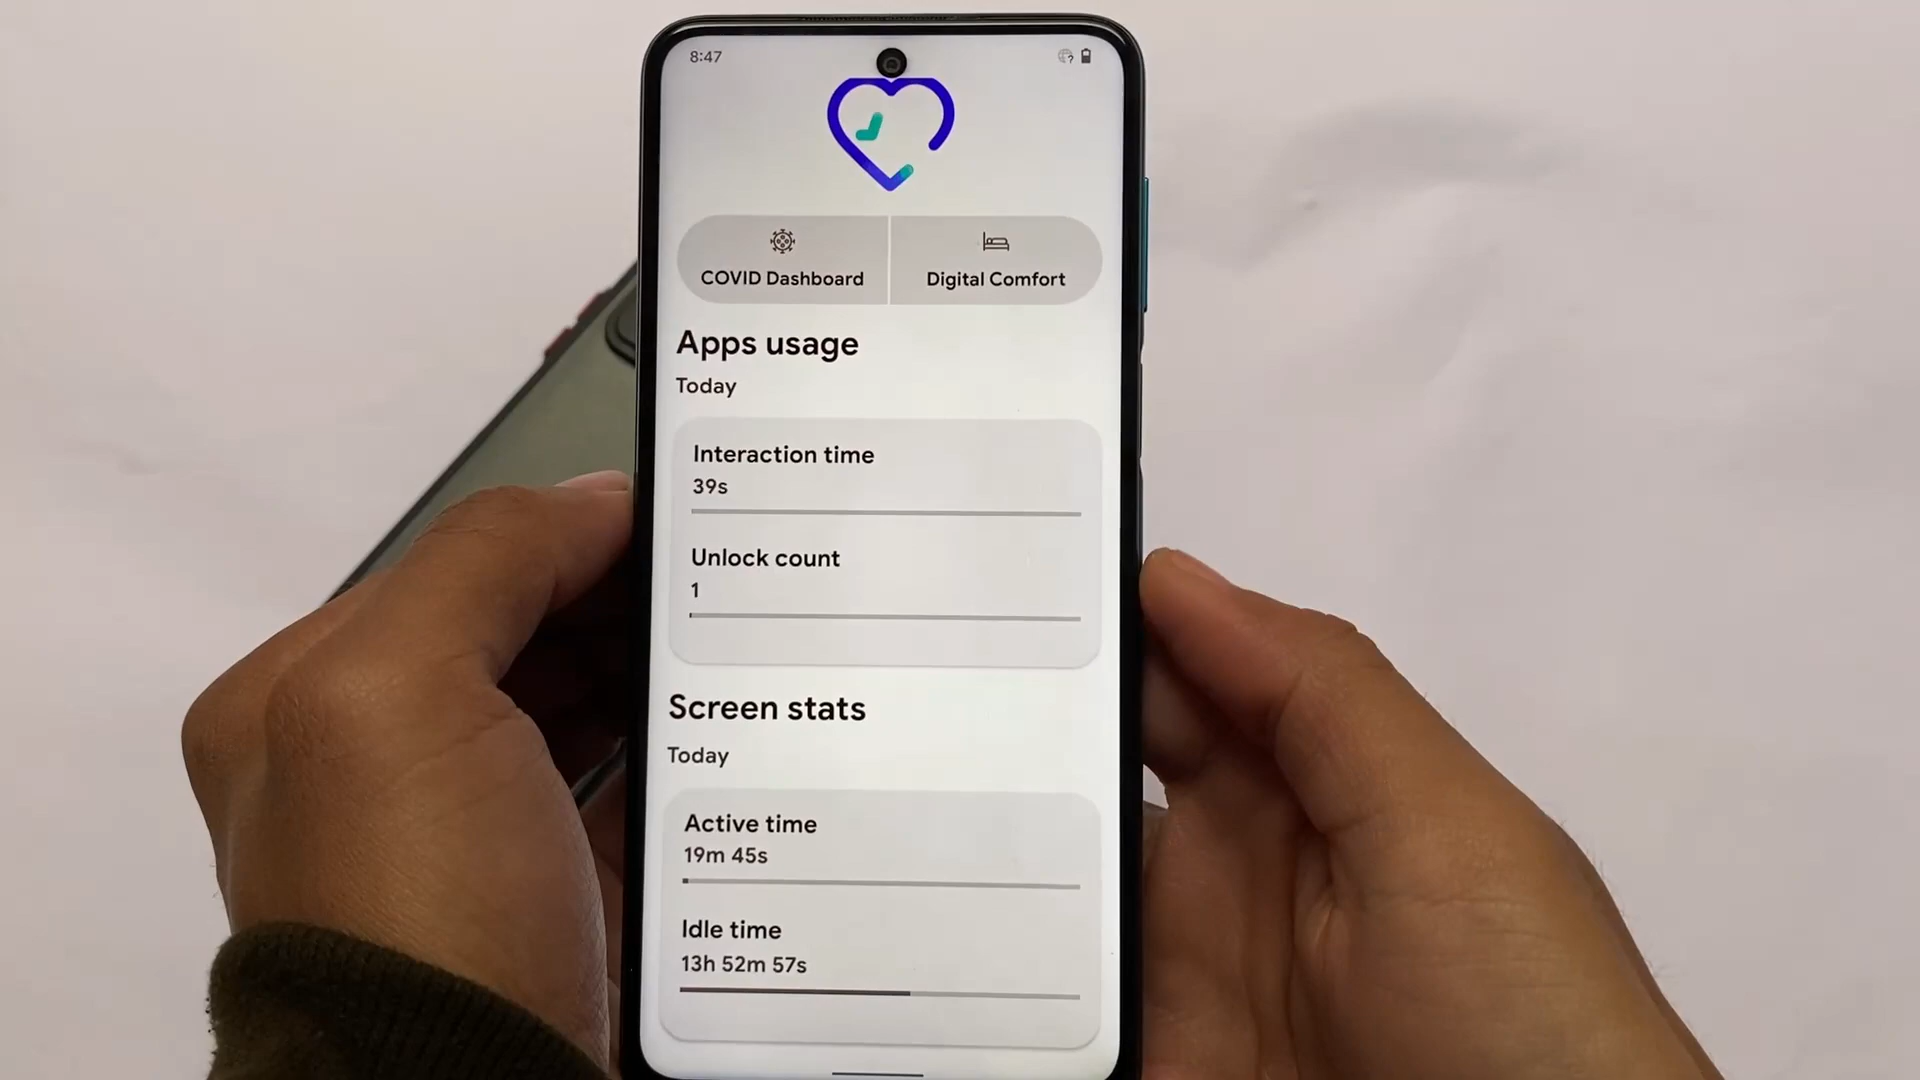 8:47
COVID Dashboard
Digital Comfort
Apps usage
Today
Interaction time
39s
Unlock count
1
Screen stats
Today
Active time
19m 45s
Idle time
13h 52m 57s